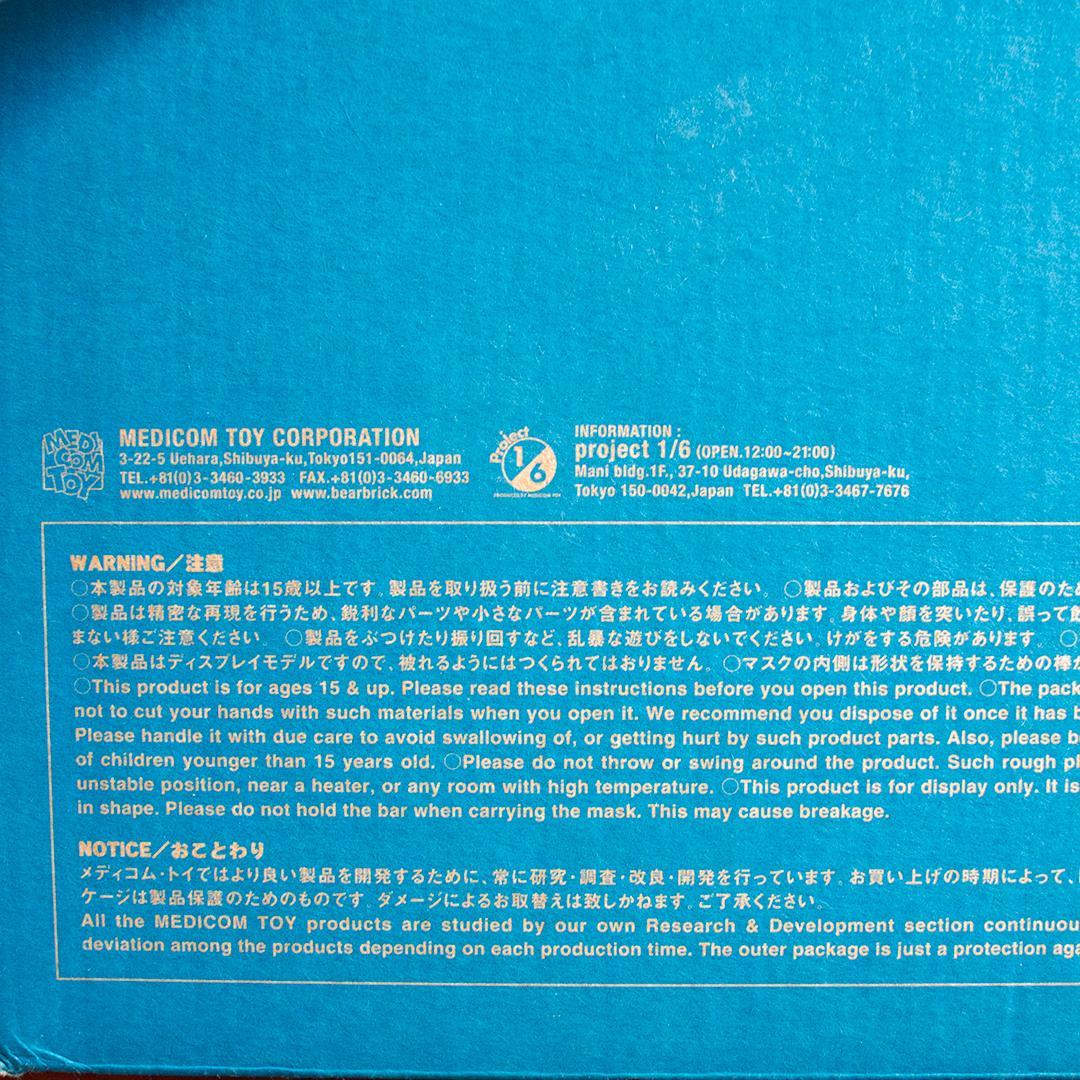 MEDICOM TOY
MEDICOM TOY CORPORATION
3-22-5 Uehara,Shibuya-ku,Tokyo151-0064,Japan
TEL.+81(0)3-3460-3933 FAX.+81(0)3-3460-6933
www.medicomtoy.co.jp www.bearbrick.com
Project
1/6
PRODUCED BY MEDICOM TOY
INFORMATION :
project 1/6 (OPEN.12:00~21:00)
Mani bldg.1F., 37-10 Udagawa-cho,Shibuya-ku,
Tokyo 150-0042,Japan TEL.+81(0)3-3467-7676
WARNING/注意
○本製品の対象年齢は15歳以上です。製品を取り扱う前に注意書きをお読みください。 ○製品およびその部品は、保護のため
○製品は精密な再現を行うため、鋭利なパーツや小さなパーツが含まれている場合があります。身体や顔を突いたり、誤って飲
まない様ご注意ください。 ○製品をぶつけたり振り回すなど、乱暴な遊びをしないでください。けがをする危険があります。 ○
○本製品はディスプレイモデルですので、被れるようにはつくられてはおりません。○マスクの内側は形状を保持するための棒が
○This product is for ages 15 & up. Please read these instructions before you open this product. ○The pack
not to cut your hands with such materials when you open it. We recommend you dispose of it once it has b
Please handle it with due care to avoid swallowing of, or getting hurt by such product parts. Also, please be
of children younger than 15 years old. ○Please do not throw or swing around the product. Such rough pl
unstable position, near a heater, or any room with high temperature. ○This product is for display only. It is
in shape. Please do not hold the bar when carrying the mask. This may cause breakage.
NOTICE/おことわり
メディコム・トイではより良い製品を開発するために、常に研究・調査・改良・開発を行っています。お買い上げの時期によって、
ケージは製品保護のためのものです。ダメージによるお取替えは致しかねます。ご了承ください。
All the MEDICOM TOY products are studied by our own Research & Development section continuou
deviation among the products depending on each production time. The outer package is just a protection aga